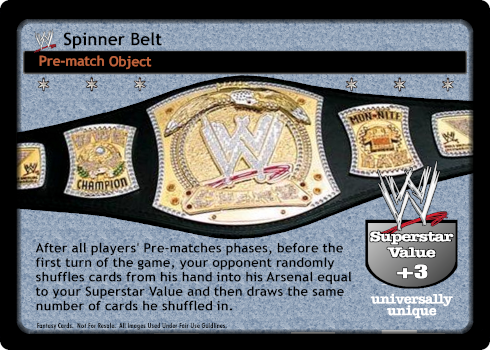 W Spinner Belt
Pre-match Object
W
CHAMPION
MON-NITE
W
Superstar
Value
+3
After all players' Pre-matches phases, before the
first turn of the game, your opponent randomly
shuffles cards from his hand into his Arsenal equal
to your Superstar Value and then draws the same
number of cards he shuffled in.
universally
unique
Fantasy Cards. Not For Resale. All Images Used Under Fair Use Guidlines.